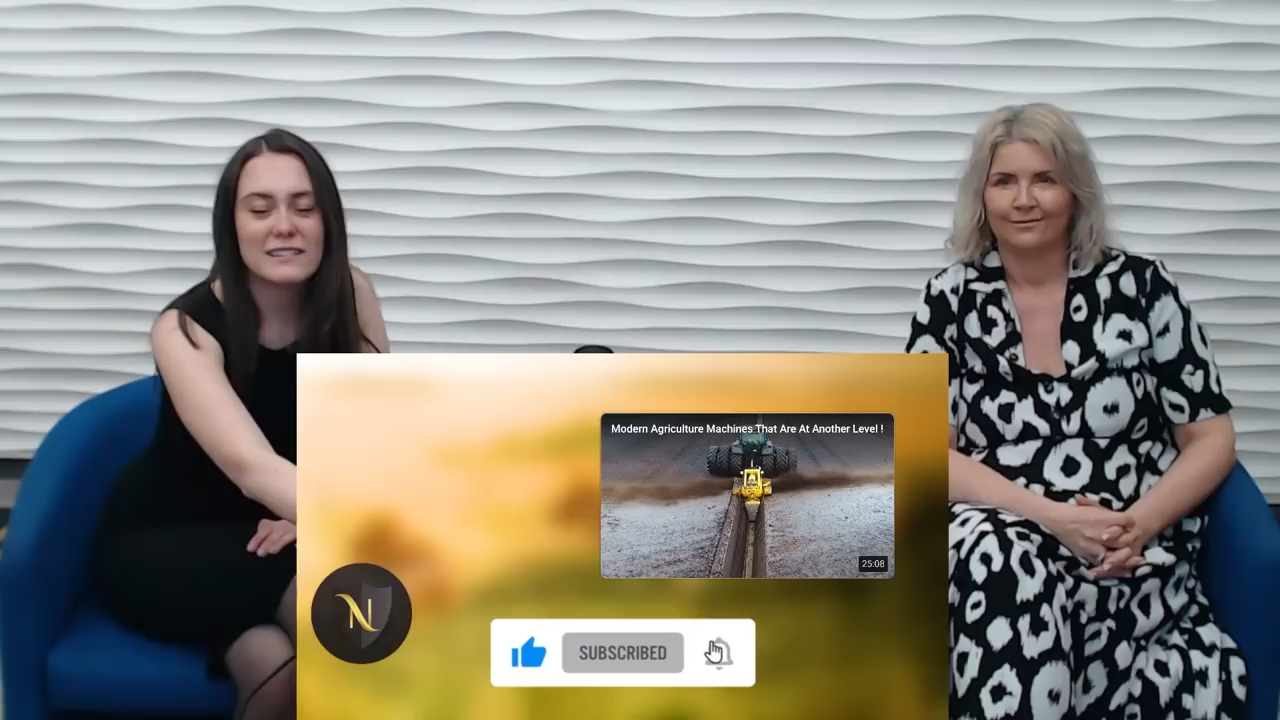 Modern Agriculture Machines That Are At Another Level !
25:08
N
SUBSCRIBED